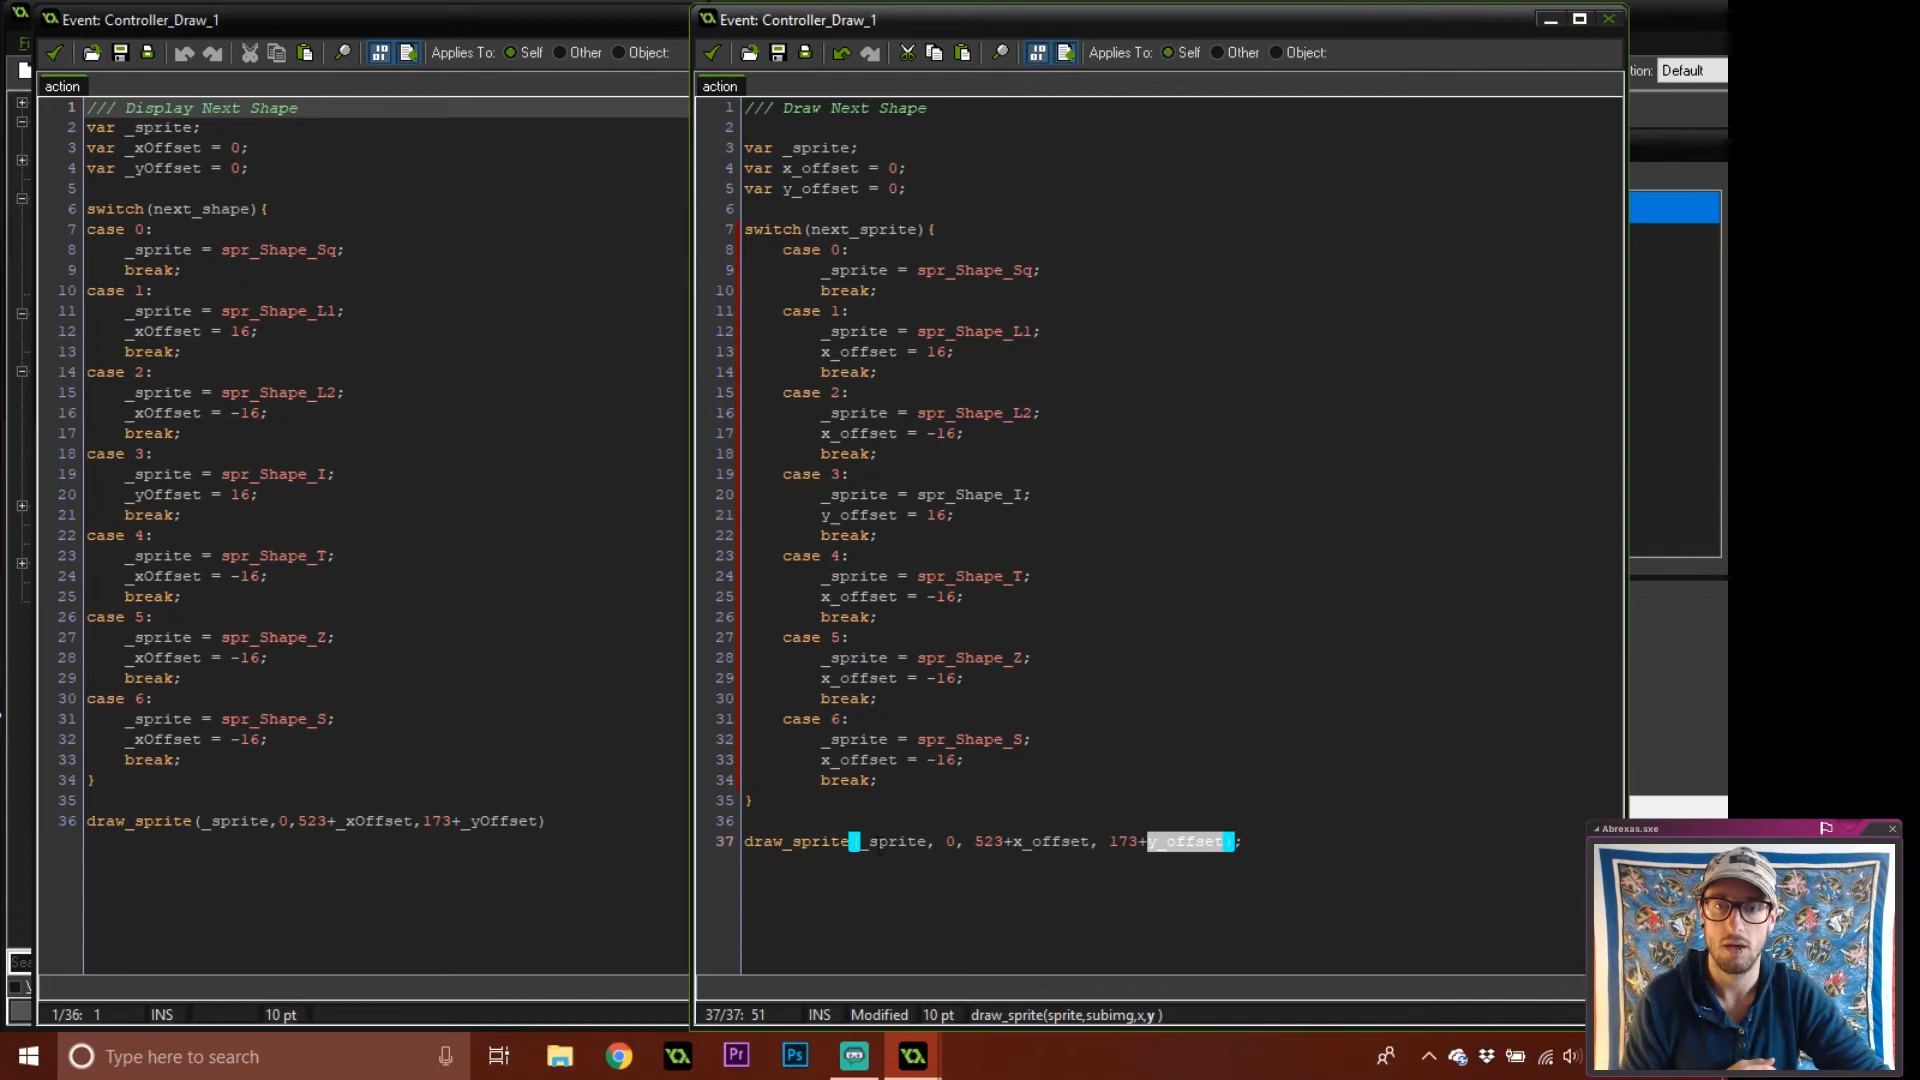 Event: Controller_Draw_1
Applies To: Self Other Object:
action
1 /// Display Next Shape
2 var _sprite;
3 var _xOffset = 0;
4 var _yOffset = 0;
5
6 switch(next_shape){
7 case 0:
8 _sprite = spr_Shape_Sq;
9 break;
10 case 1:
11 _sprite = spr_Shape_L1;
12 _xOffset = 16;
13 break;
14 case 2:
15 _sprite = spr_Shape_L2;
16 _xOffset = -16;
17 break;
18 case 3:
19 _sprite = spr_Shape_I;
20 _yOffset = 16;
21 break;
22 case 4:
23 _sprite = spr_Shape_T;
24 _xOffset = -16;
25 break;
26 case 5:
27 _sprite = spr_Shape_Z;
28 _xOffset = -16;
29 break;
30 case 6:
31 _sprite = spr_Shape_S;
32 _xOffset = -16;
33 break;
34 }
35
36 draw_sprite(_sprite,0,523+_xOffset,173+_yOffset)
1/36: 1 INS 10 pt
Event: Controller_Draw_1
Applies To: Self Other Object:
action
1 /// Draw Next Shape
2
3 var _sprite;
4 var x_offset = 0;
5 var y_offset = 0;
6
7 switch(next_sprite){
8 case 0:
9 _sprite = spr_Shape_Sq;
10 break;
11 case 1:
12 _sprite = spr_Shape_L1;
13 x_offset = 16;
14 break;
15 case 2:
16 _sprite = spr_Shape_L2;
17 x_offset = -16;
18 break;
19 case 3:
20 _sprite = spr_Shape_I;
21 y_offset = 16;
22 break;
23 case 4:
24 _sprite = spr_Shape_T;
25 x_offset = -16;
26 break;
27 case 5:
28 _sprite = spr_Shape_Z;
29 x_offset = -16;
30 break;
31 case 6:
32 _sprite = spr_Shape_S;
33 x_offset = -16;
34 break;
35 }
36
37 draw_sprite(_sprite, 0, 523+x_offset, 173+y_offset);
37/37: 51 INS Modified 10 pt draw_sprite(sprite,subimg,x,y )
tion: Default
Abrexas.sxe
Type here to search
Pr
Ps